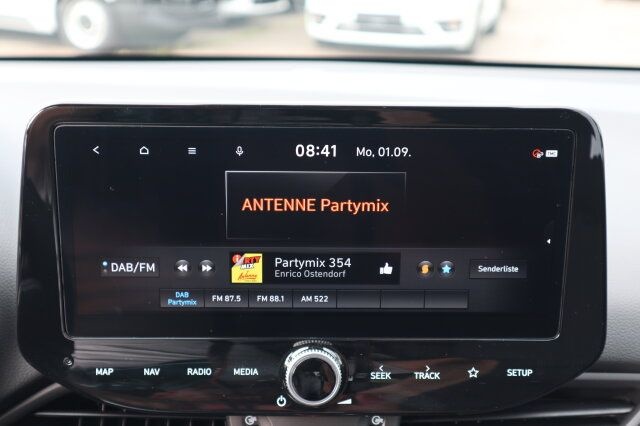 08:41 Mo, 01.09.
ANTENNE Partymix
DAB/FM
Partymix 354
Enrico Ostendorf
Senderliste
DAB Partymix
FM 87.5 FM 88.1 AM 522
MAP NAV RADIO MEDIA SEEK TRACK SETUP